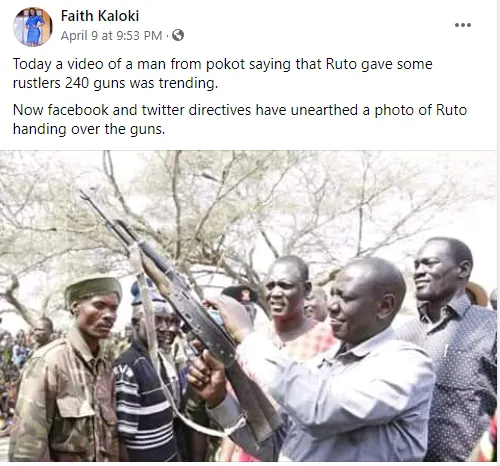 Faith Kaloki
April 9 at 9:53 PM ·
Today a video of a man from pokot saying that Ruto gave some
rustlers 240 guns was trending.
Now facebook and twitter directives have unearthed a photo of Ruto
handing over the guns.